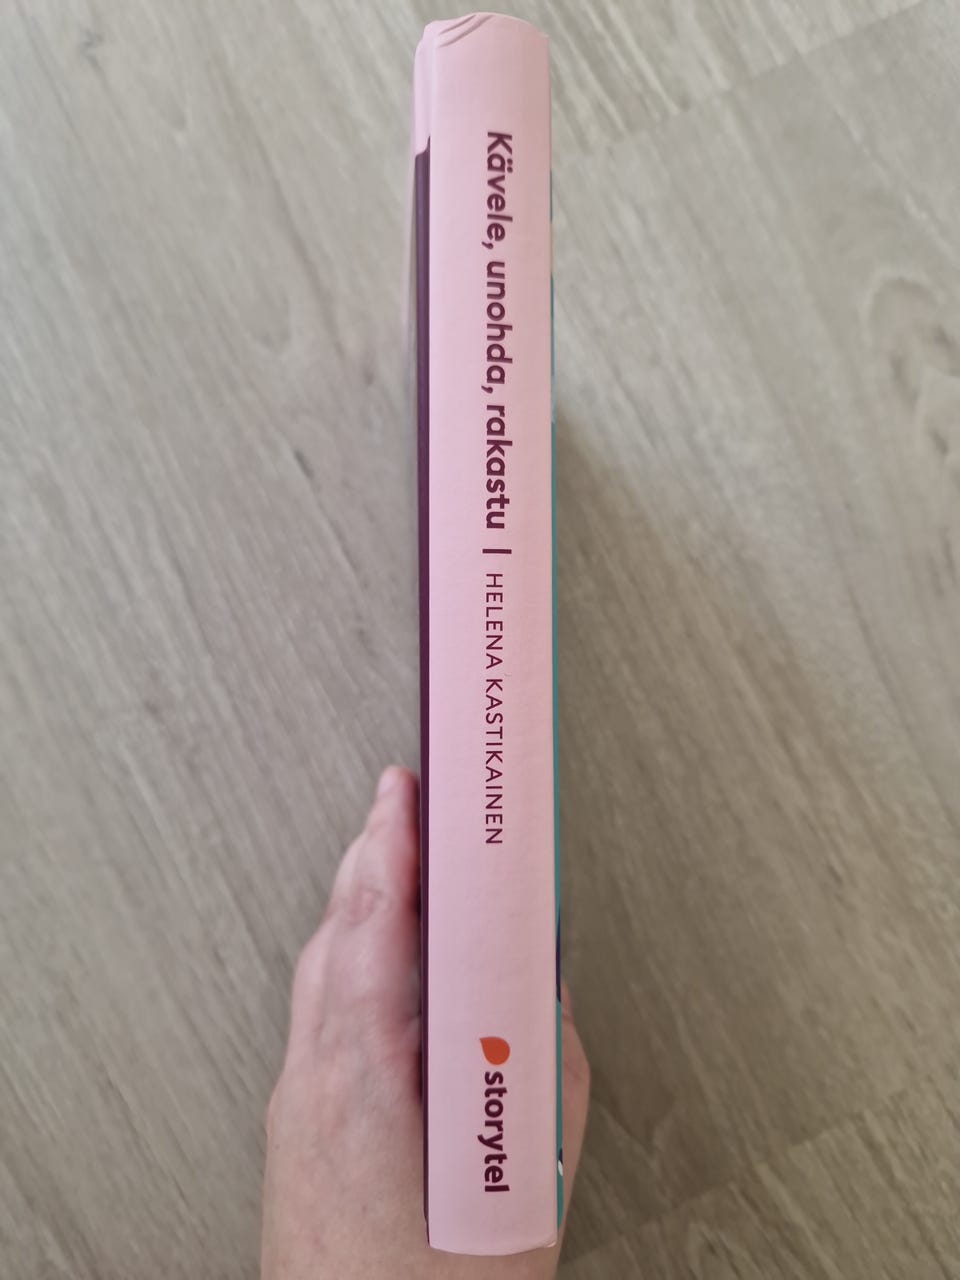 Kävele, unohda, rakastu | HELENA KASTIKAINEN
storytel